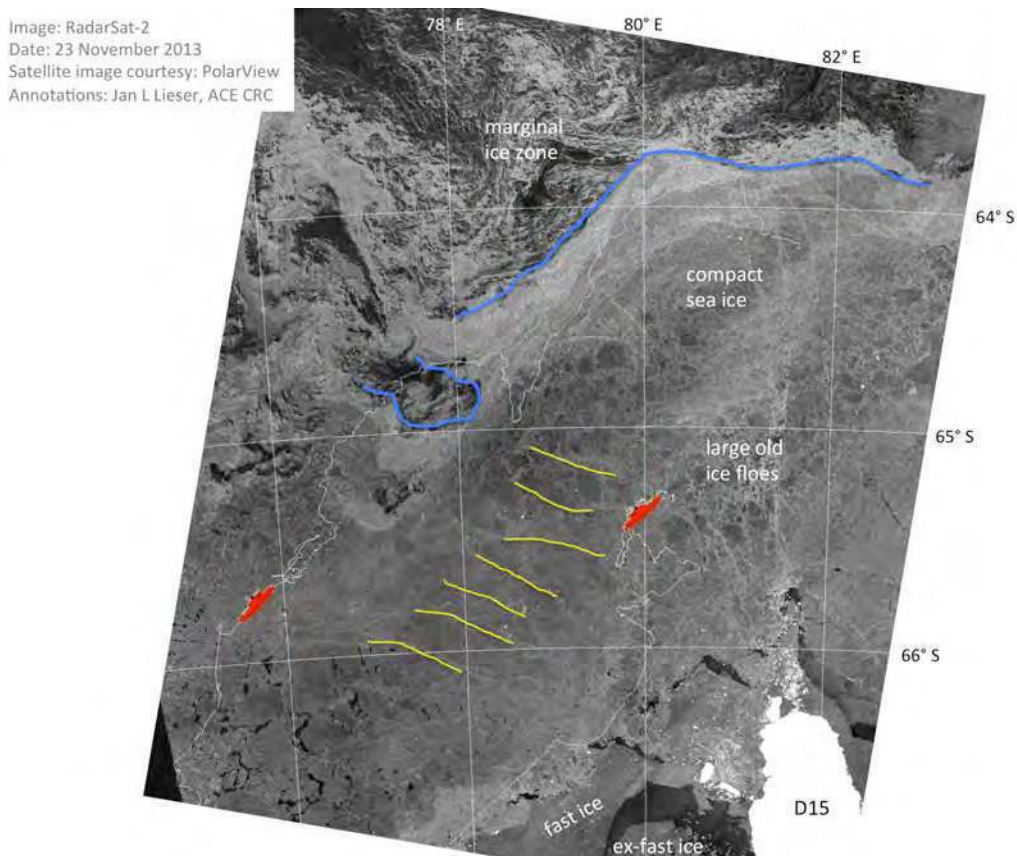 Image: RadarSat-2
Date: 23 November 2013
Satellite image courtesy: PolarView
Annotations: Jan L Lieser, ACE CRC
78° E
80° E
82° E
marginal
ice zone
64° S
compact
sea ice
65° S
large old
ice floes
66° S
D15
fast ice
ex-fast ice